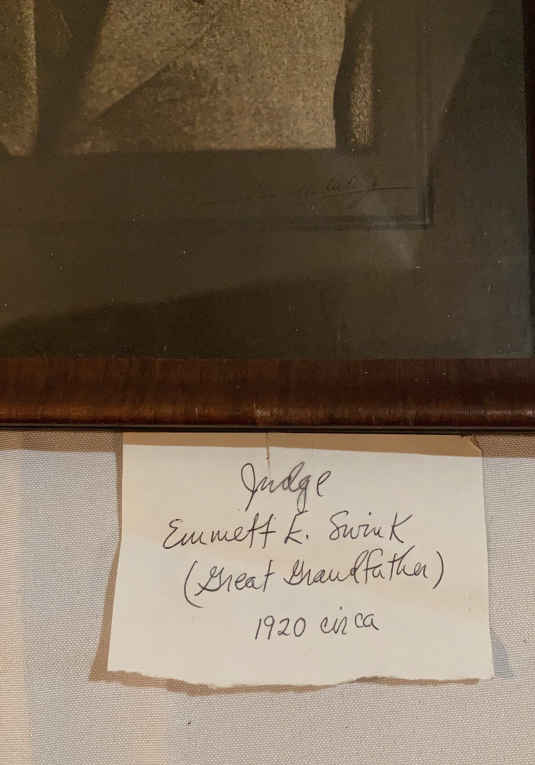 Judge
Emmett E. Swink
(Great Grandfather)
1920 circa